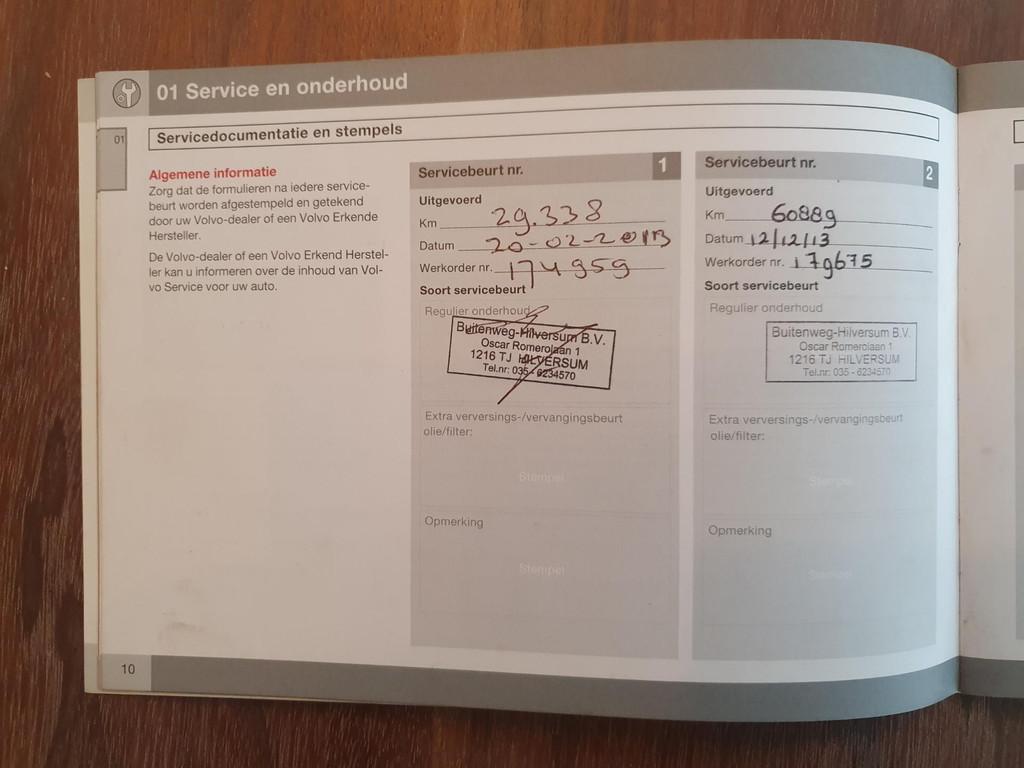 01 Service en onderhoud
01
Servicedocumentatie en stempels
Algemene informatie
Zorg dat de formulieren na iedere service-
beurt worden afgestempeld en getekend
door uw Volvo-dealer of een Volvo Erkende
Hersteller.
De Volvo-dealer of een Volvo Erkend Herstel-
ler kan u informeren over de inhoud van Vol-
vo Service voor uw auto.
Servicebeurt nr. 1
Uitgevoerd
Km 29.338
Datum 20-02-2013
Werkorder nr. 174959
Soort servicebeurt
Regulier onderhoud
Buitenweg-Hilversum B.V.
Oscar Romerolaan 1
1216 TJ HILVERSUM
Tel.nr: 035 - 6234570
Extra verversings-/vervangingsbeurt
olie/filter:
Stempel
Opmerking
Stempel
Servicebeurt nr. 2
Uitgevoerd
Km 60889
Datum 12/12/13
Werkorder nr. 179675
Soort servicebeurt
Regulier onderhoud
Buitenweg-Hilversum B.V.
Oscar Romerolaan 1
1216 TJ HILVERSUM
Tel.nr: 035 - 6234570
Extra verversings-/vervangingsbeurt
olie/filter:
Stempel
Opmerking
Stempel
10